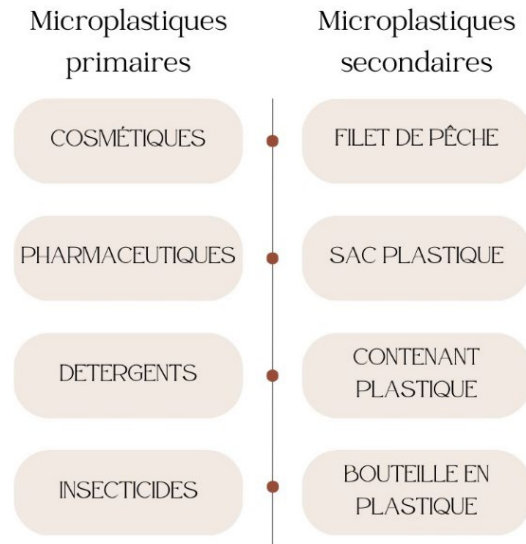 Microplastiques
primaires
Microplastiques
secondaires
COSMÉTIQUES
FILET DE PÊCHE
PHARMACEUTIQUES
SAC PLASTIQUE
DETERGENTS
CONTENANT
PLASTIQUE
INSECTICIDES
BOUTEILLE EN
PLASTIQUE